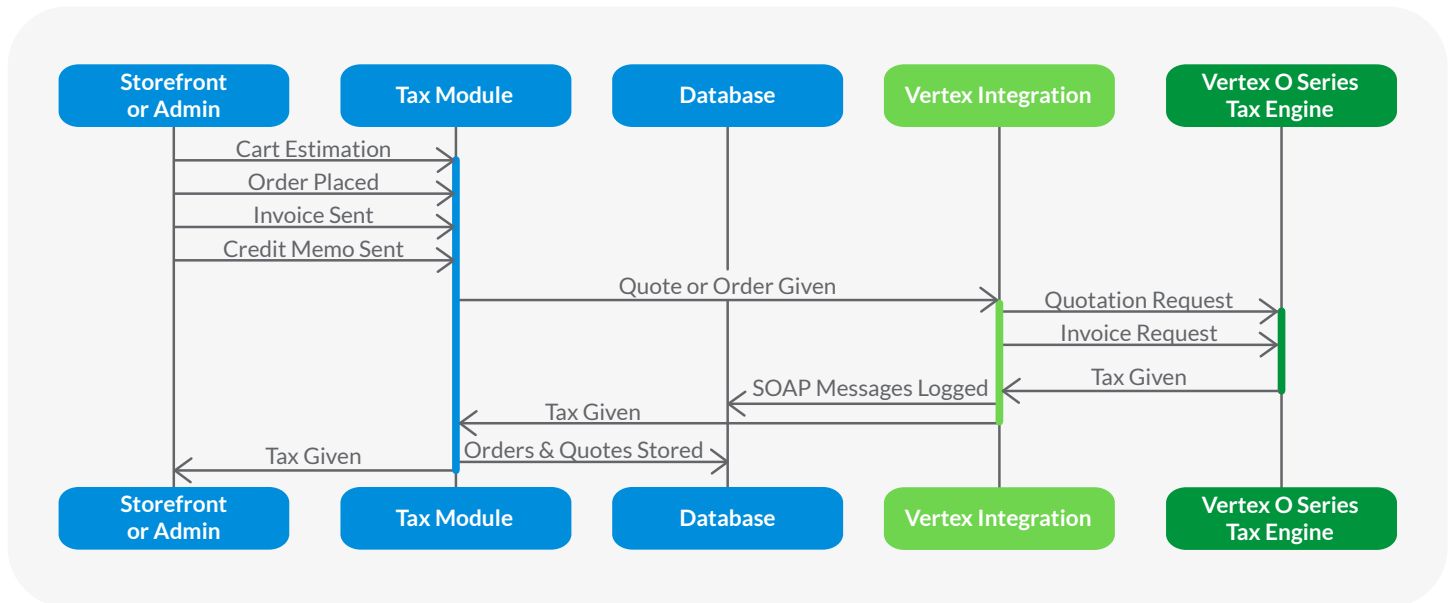 Storefront
or Admin
Tax Module
Database
Vertex Integration
Vertex O Series
Tax Engine
Cart Estimation
Order Placed
Invoice Sent
Credit Memo Sent
Quote or Order Given
Quotation Request
Invoice Request
Tax Given
SOAP Messages Logged
Tax Given
Orders & Quotes Stored
Tax Given
Storefront
or Admin
Tax Module
Database
Vertex Integration
Vertex O Series
Tax Engine